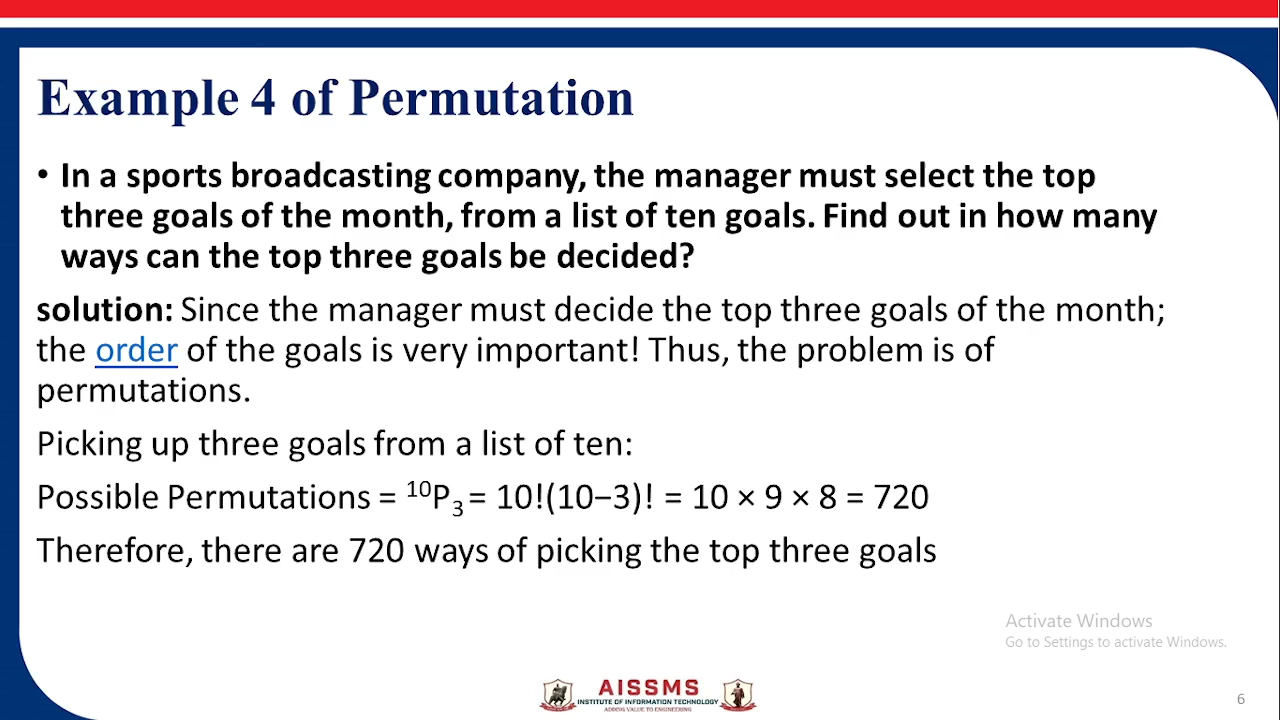 Example 4 of Permutation
• In a sports broadcasting company, the manager must select the top
three goals of the month, from a list of ten goals. Find out in how many
ways can the top three goals be decided?
solution: Since the manager must decide the top three goals of the month;
the order of the goals is very important! Thus, the problem is of
permutations.
Picking up three goals from a list of ten:
Possible Permutations = ¹⁰P₃ = 10!(10−3)! = 10 × 9 × 8 = 720
Therefore, there are 720 ways of picking the top three goals
Activate Windows
Go to Settings to activate Windows.
AISSMS
INSTITUTE OF INFORMATION TECHNOLOGY
ADDING VALUE TO ENGINEERING
6